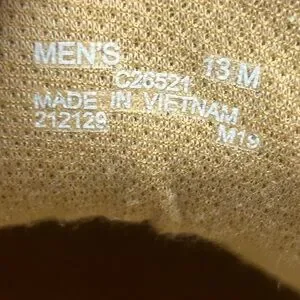 MEN'S 13 M
C26521
MADE IN VIETNAM
212129 M19